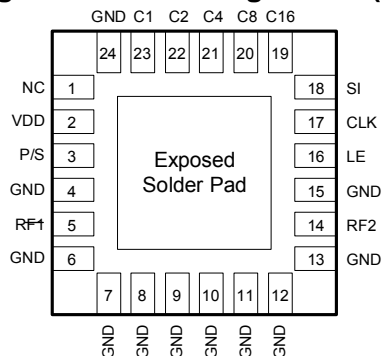 GND C1 C2 C4 C8 C16
24 23 22 21 20 19
NC 1 18 SI
VDD 2 17 CLK
P/S 3 16 LE
Exposed
Solder Pad
GND 4 15 GND
RF1 5 14 RF2
GND 6 13 GND
7 8 9 10 11 12
GND GND GND GND GND GND